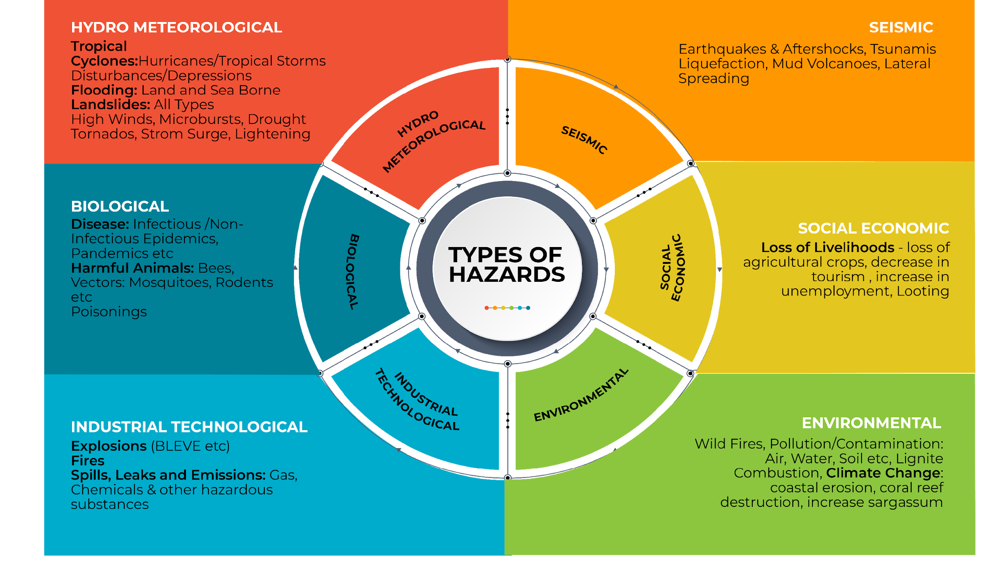 HYDRO METEOROLOGICAL
Tropical
Cyclones:Hurricanes/Tropical Storms
Disturbances/Depressions
Flooding: Land and Sea Borne
Landslides: All Types
High Winds, Microbursts, Drought
Tornados, Strom Surge, Lightening
SEISMIC
Earthquakes & Aftershocks, Tsunamis
Liquefaction, Mud Volcanoes, Lateral
Spreading
BIOLOGICAL
Disease: Infectious /Non-
Infectious Epidemics,
Pandemics etc
Harmful Animals: Bees,
Vectors: Mosquitoes, Rodents
etc
Poisonings
SOCIAL ECONOMIC
Loss of Livelihoods - loss of
agricultural crops, decrease in
tourism , increase in
unemployment, Looting
INDUSTRIAL TECHNOLOGICAL
Explosions (BLEVE etc)
Fires
Spills, Leaks and Emissions: Gas,
Chemicals & other hazardous
substances
ENVIRONMENTAL
Wild Fires, Pollution/Contamination:
Air, Water, Soil etc, Lignite
Combustion, Climate Change:
coastal erosion, coral reef
destruction, increase sargassum
HYDRO
METEOROLOGICAL
SEISMIC
SOCIAL
ECONOMIC
ENVIRONMENTAL
INDUSTRIAL
TECHNOLOGICAL
BIOLOGICAL
TYPES OF
HAZARDS